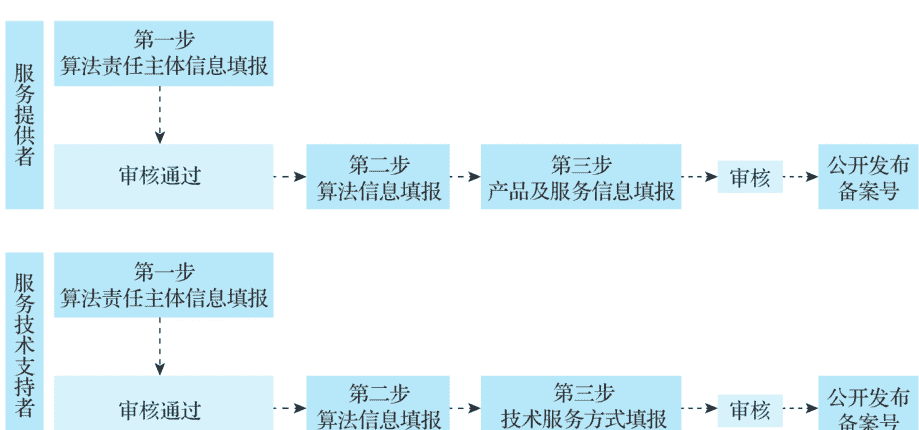 服务提供者
第一步
算法责任主体信息填报
审核通过
第二步
算法信息填报
第三步
产品及服务信息填报
审核
公开发布
备案号
服务技术支持者
第一步
算法责任主体信息填报
审核通过
第二步
算法信息填报
第三步
技术服务方式填报
审核
公开发布
备案号